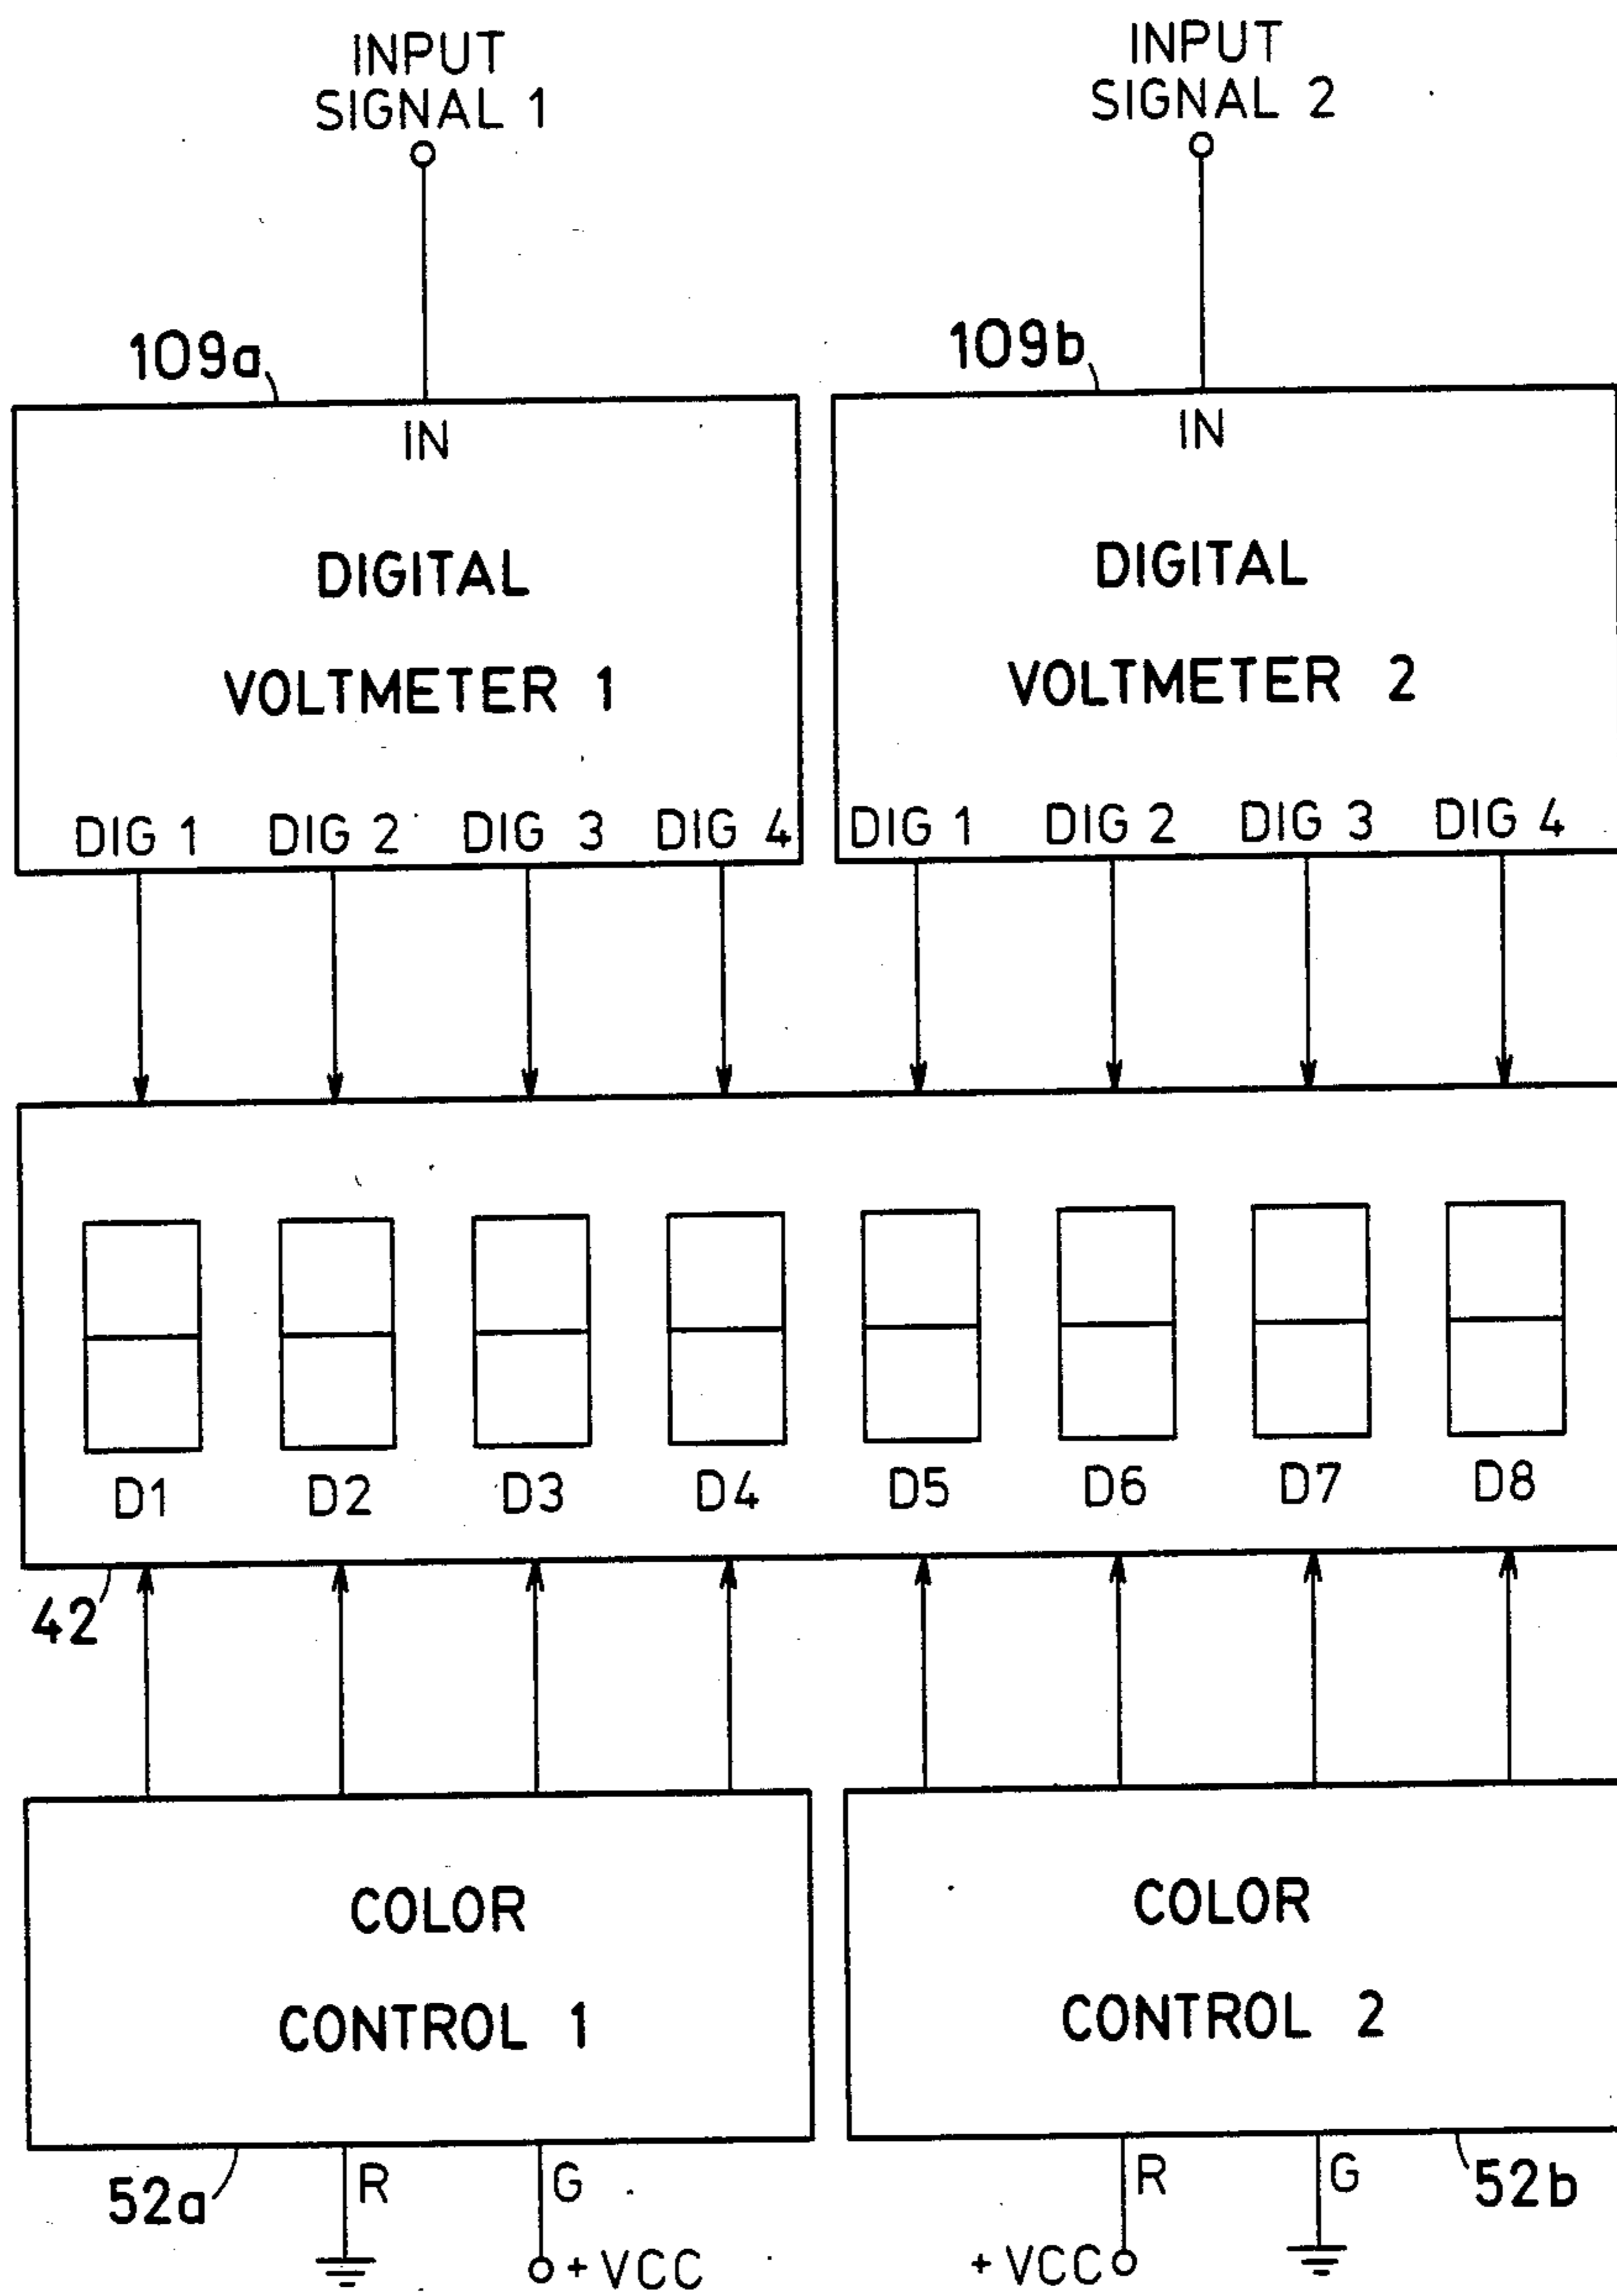 INPUT
SIGNAL 1
INPUT
SIGNAL 2
109a
109b
IN
DIGITAL
VOLTMETER 1
DIG 1 DIG 2 DIG 3 DIG 4
IN
DIGITAL
VOLTMETER 2
DIG 1 DIG 2 DIG 3 DIG 4
D1 D2 D3 D4 D5 D6 D7 D8
42
COLOR
CONTROL 1
COLOR
CONTROL 2
52a
R
G
+ VCC
R
G
52b
+ VCC